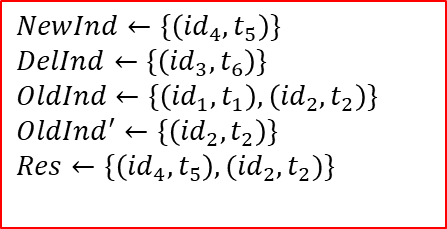 NewInd ← {(id₄, t₅)}
DelInd ← {(id₃, t₆)}
OldInd ← {(id₁, t₁), (id₂, t₂)}
OldInd′ ← {(id₂, t₂)}
Res ← {(id₄, t₅), (id₂, t₂)}